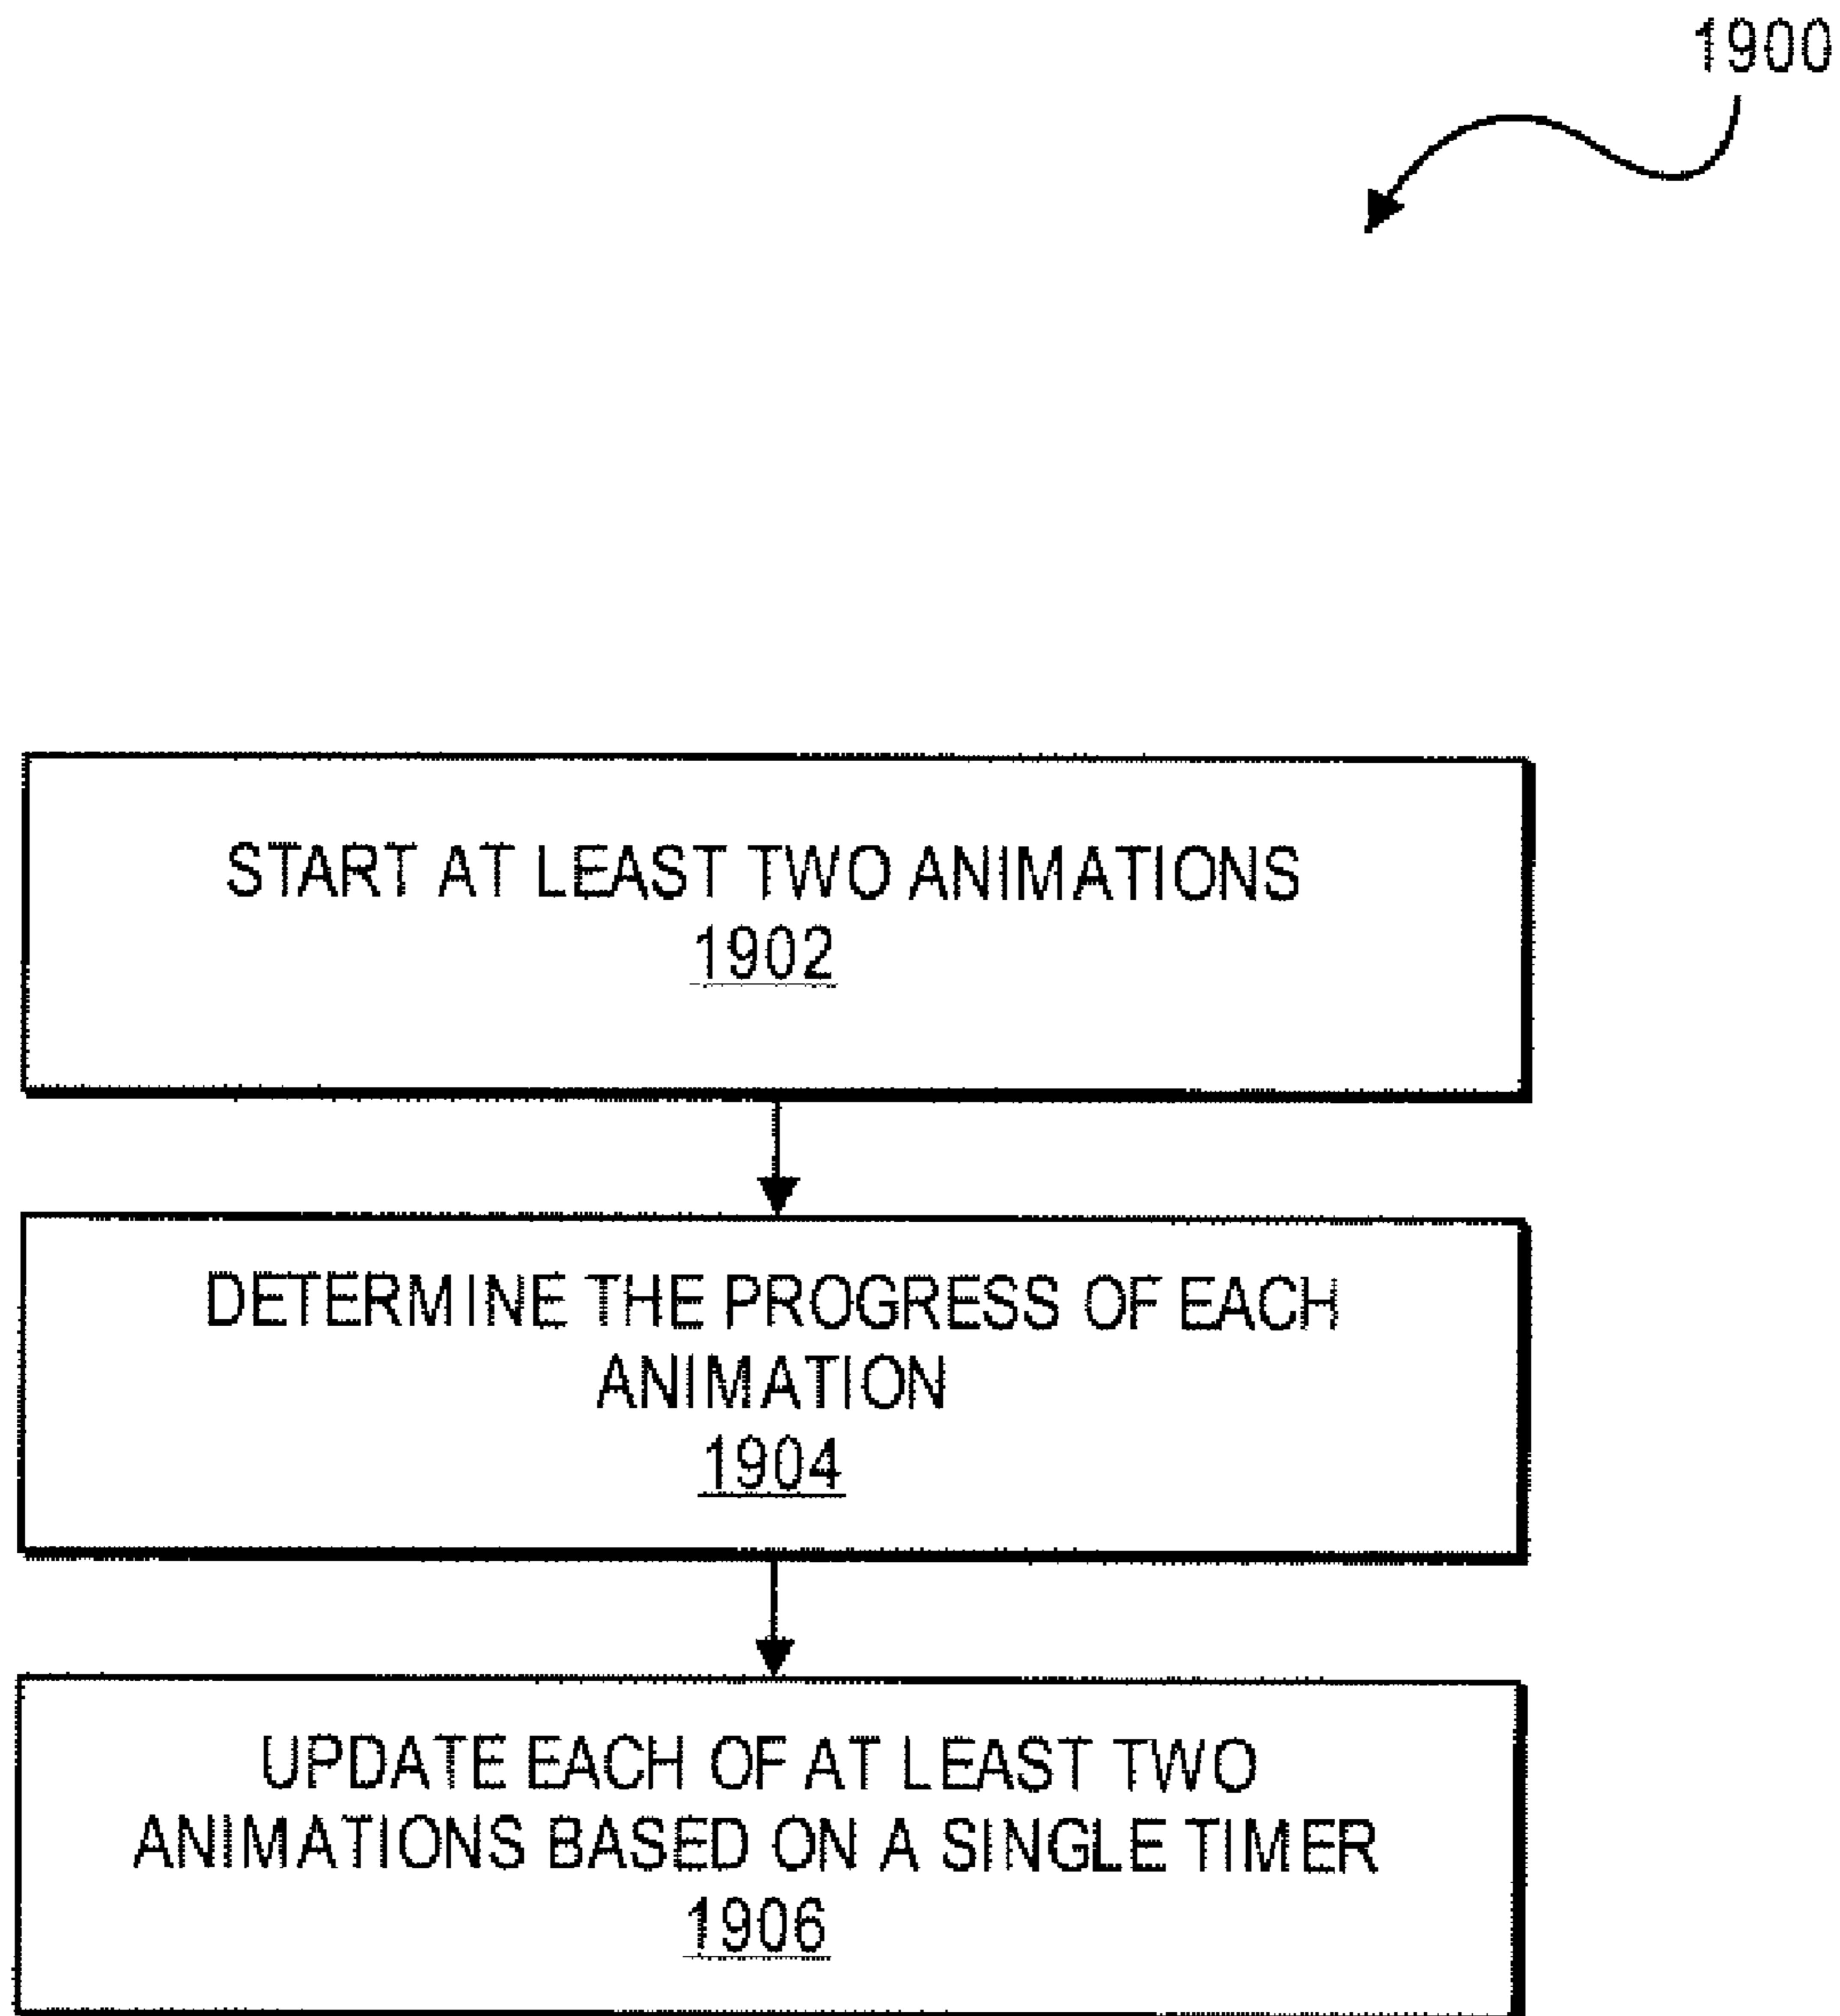 1900
START AT LEAST TWO ANIMATIONS
1902
DETERMINE THE PROGRESS OF EACH
ANIMATION
1904
UPDATE EACH OF AT LEAST TWO
ANIMATIONS BASED ON A SINGLE TIMER
1906